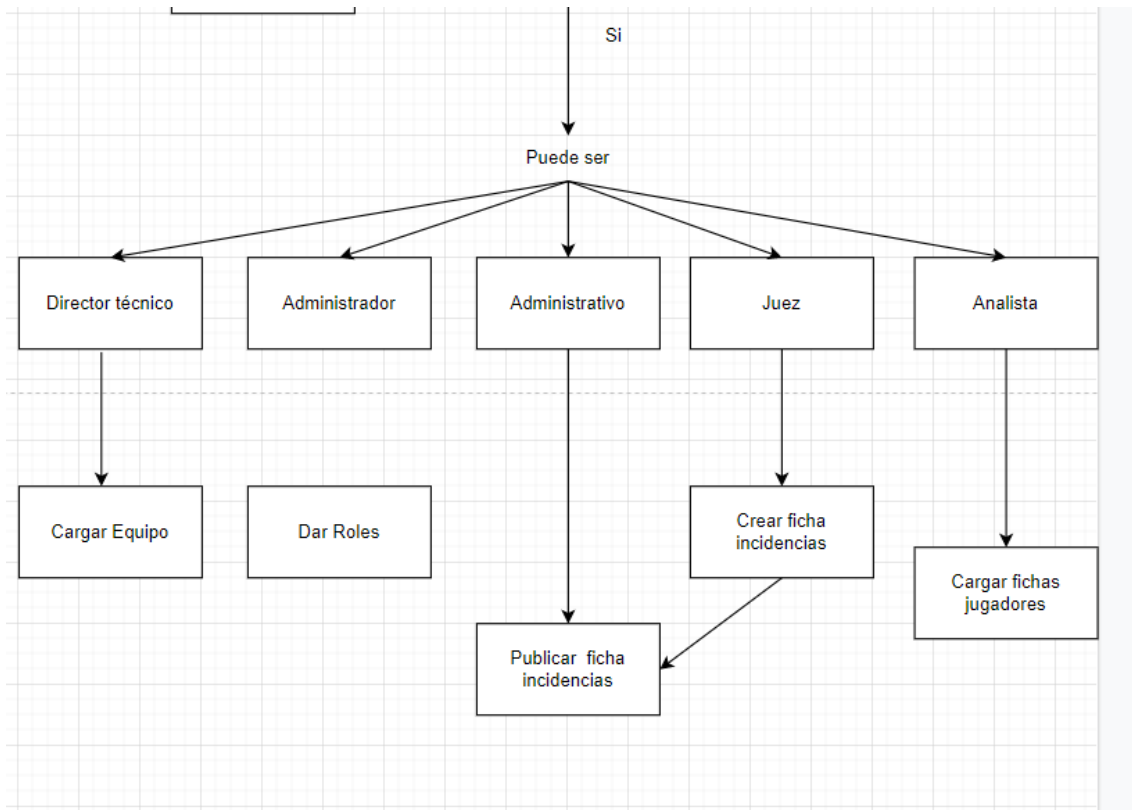 Si
Puede ser
Director técnico
Administrador
Administrativo
Juez
Analista
Cargar Equipo
Dar Roles
Crear ficha
incidencias
Cargar fichas
jugadores
Publicar ficha
incidencias